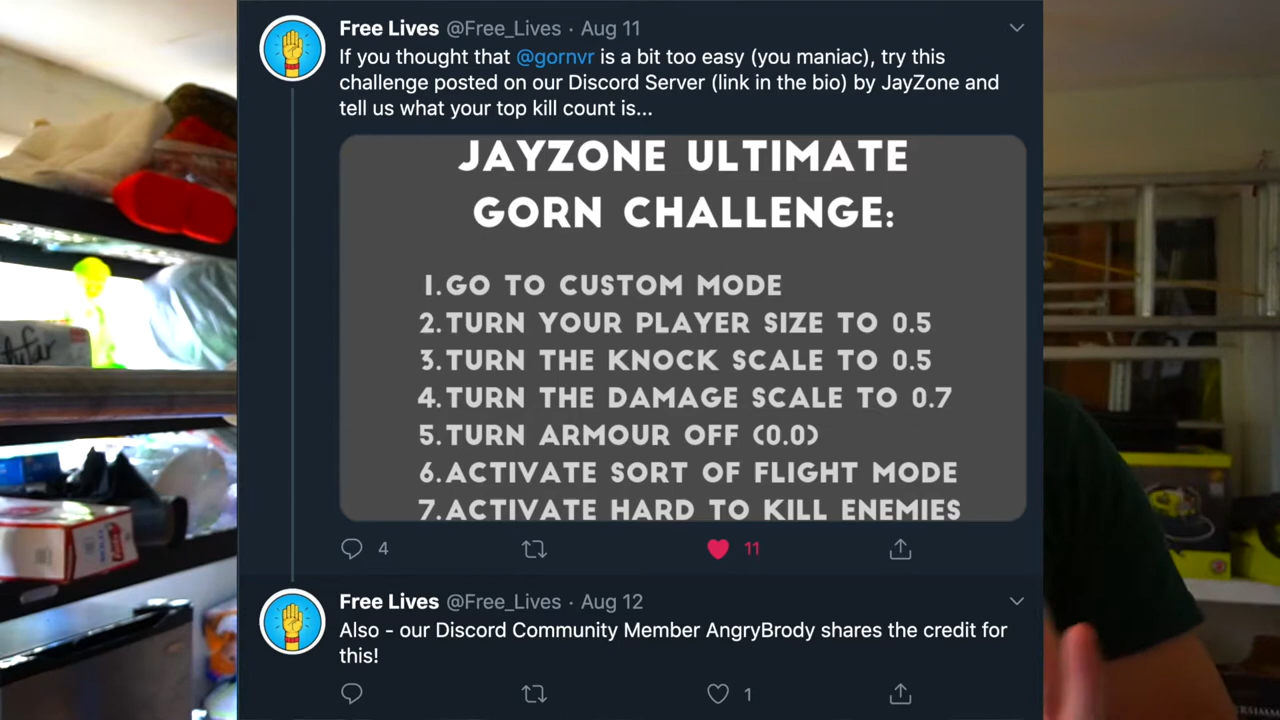 Free Lives @Free_Lives · Aug 11
If you thought that @gornvr is a bit too easy (you maniac), try this
challenge posted on our Discord Server (link in the bio) by JayZone and
tell us what your top kill count is...
JAYZONE ULTIMATE
GORN CHALLENGE:
1.GO TO CUSTOM MODE
2.TURN YOUR PLAYER SIZE TO 0.5
3.TURN THE KNOCK SCALE TO 0.5
4.TURN THE DAMAGE SCALE TO 0.7
5.TURN ARMOUR OFF (0.0)
6.ACTIVATE SORT OF FLIGHT MODE
7.ACTIVATE HARD TO KILL ENEMIES
4 11
Free Lives @Free_Lives · Aug 12
Also - our Discord Community Member AngryBrody shares the credit for
this!
1